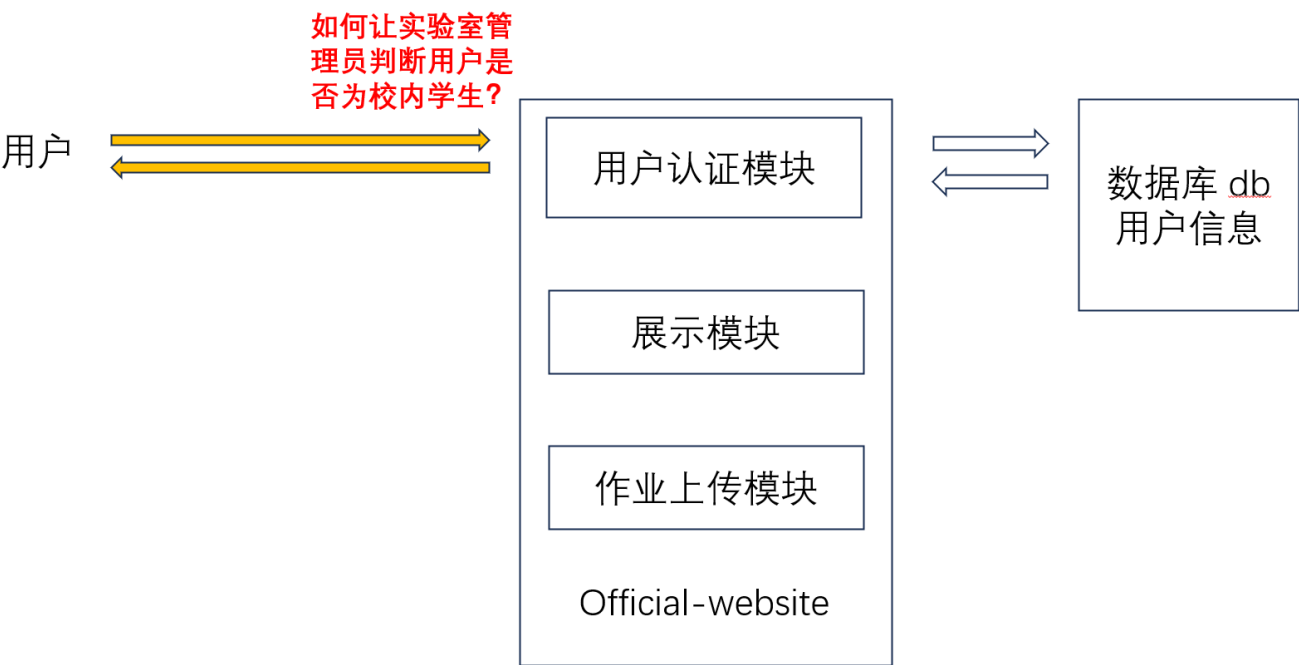 如何让实验室管
理员判断用户是
否为校内学生？
用户
用户认证模块
数据库 db
用户信息
展示模块
作业上传模块
Official-website